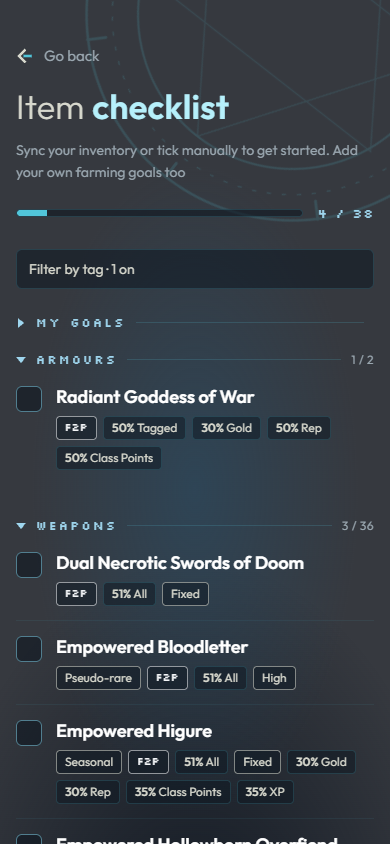 Go back
Item checklist
Sync your inventory or tick manually to get started. Add
your own farming goals too
4 / 38
Filter by tag · 1 on
MY GOALS
ARMOURS 1 / 2
Radiant Goddess of War
F2P 50% Tagged 30% Gold 50% Rep
50% Class Points
WEAPONS 3 / 36
Dual Necrotic Swords of Doom
F2P 51% All Fixed
Empowered Bloodletter
Pseudo-rare F2P 51% All High
Empowered Higure
Seasonal F2P 51% All Fixed 30% Gold
30% Rep 35% Class Points 35% XP
Empowered Hollowborn Overfiend